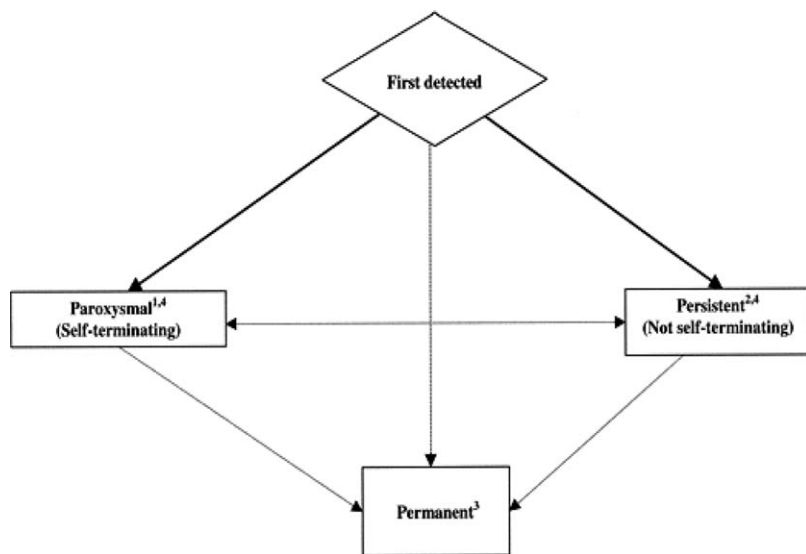 First detected
Paroxysmal¹,⁴
(Self-terminating)
Persistent²,⁴
(Not self-terminating)
Permanent³